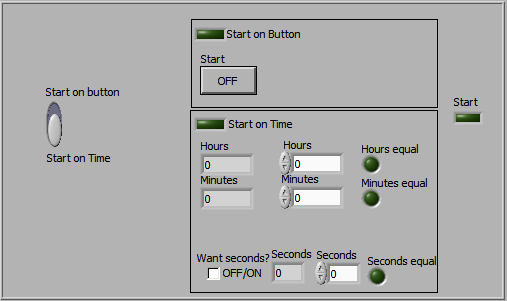 Start on button
Start on Time
Start on Button
Start
OFF
Start on Time
Hours
0
Hours
0
Hours equal
Minutes
0
Minutes
0
Minutes equal
Want seconds?
OFF/ON
Seconds
0
Seconds
0
Seconds equal
Start